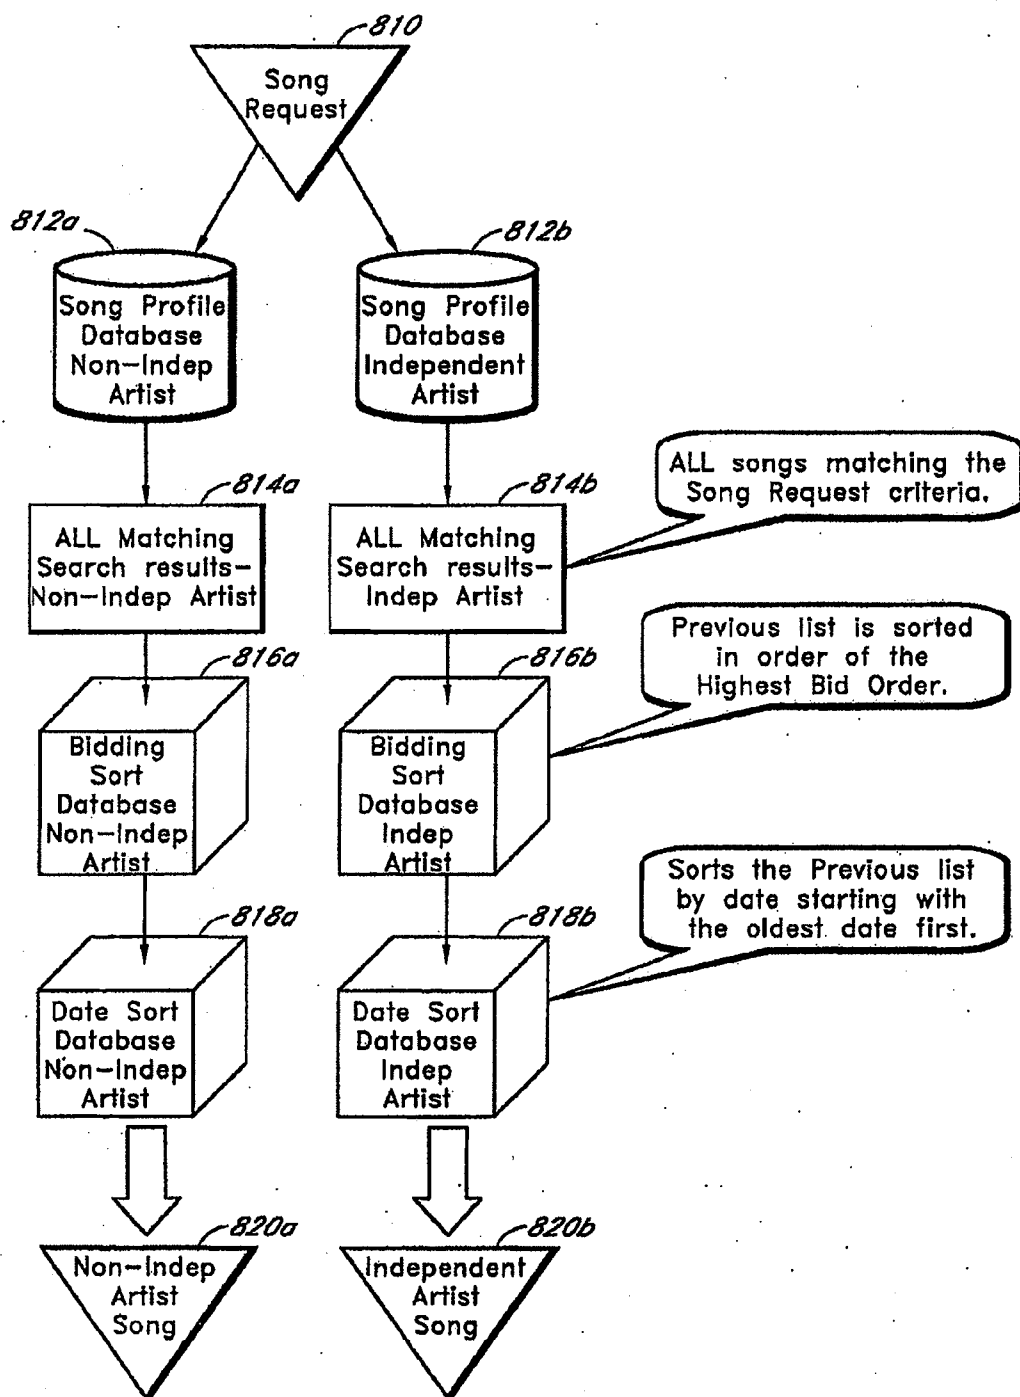 810
Song
Request
812a
812b
Song Profile
Database
Non-Indep
Artist
Song Profile
Database
Independent
Artist
814a
814b
ALL Matching
Search results-
Non-Indep Artist
ALL Matching
Search results-
Indep Artist
ALL songs matching the
Song Request criteria.
816a
816b
Bidding
Sort
Database
Non-Indep
Artist
Bidding
Sort
Database
Indep
Artist
Previous list is sorted
in order of the
Highest Bid Order.
818a
818b
Date Sort
Database
Non-Indep
Artist
Date Sort
Database
Indep
Artist
Sorts the Previous list
by date starting with
the oldest date first.
820a
820b
Non-Indep
Artist
Song
Independent
Artist
Song